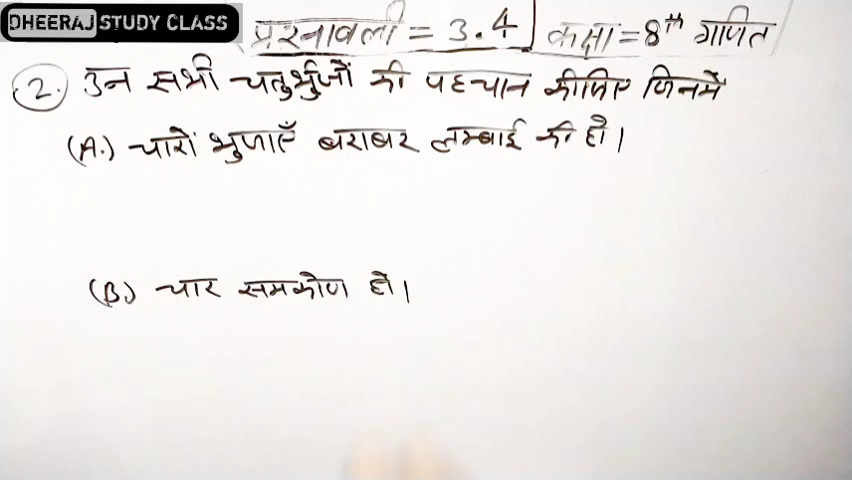 DHEERAJ STUDY CLASS
प्रश्नावली = 3.4 कक्षा = 8th गणित
2. उन सभी चतुर्भुजों की पहचान कीजिए जिनमें
(A.) चारों भुजाएँ बराबर लम्बाई की हो।
(B.) चार समकोण हो।